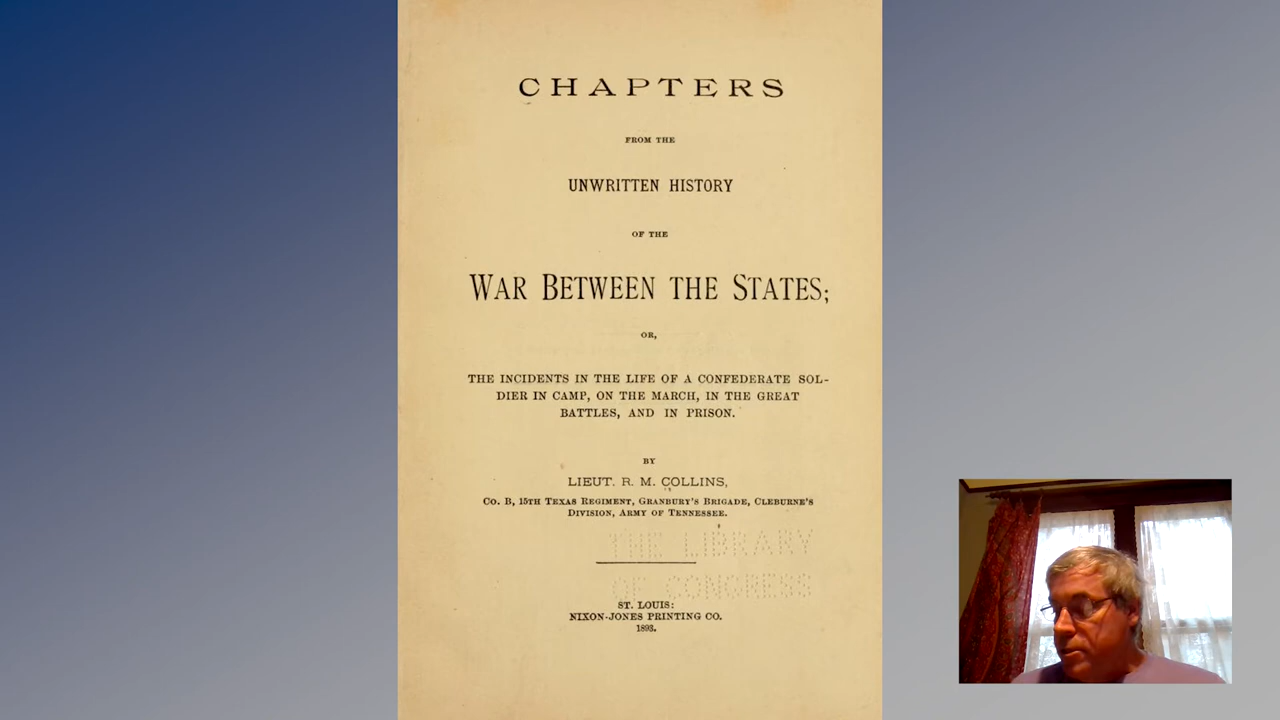 CHAPTERS
FROM THE
UNWRITTEN HISTORY
OF THE
WAR BETWEEN THE STATES;
OR,
THE INCIDENTS IN THE LIFE OF A CONFEDERATE SOL-
DIER IN CAMP, ON THE MARCH, IN THE GREAT
BATTLES, AND IN PRISON.
BY
LIEUT. R. M. COLLINS,
CO. B, 15TH TEXAS REGIMENT, GRANBURY'S BRIGADE, CLEBURNE'S
DIVISION, ARMY OF TENNESSEE.
THE LIBRARY
OF CONGRESS
ST. LOUIS:
NIXON-JONES PRINTING CO.
1893.